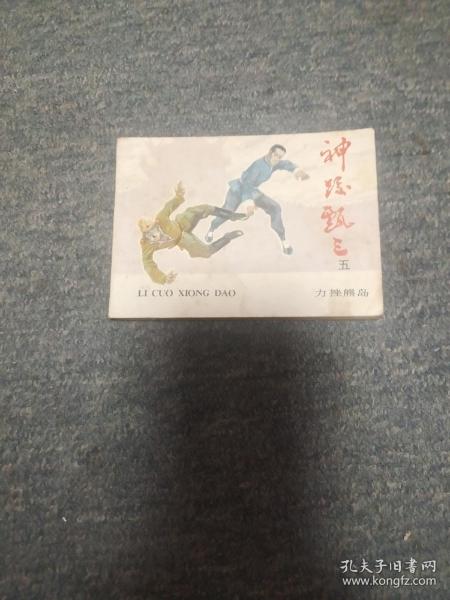 神跤甄三
五
LI CUO XIONG DAO
力挫熊岛
孔夫子旧书网
www.kongfz.com